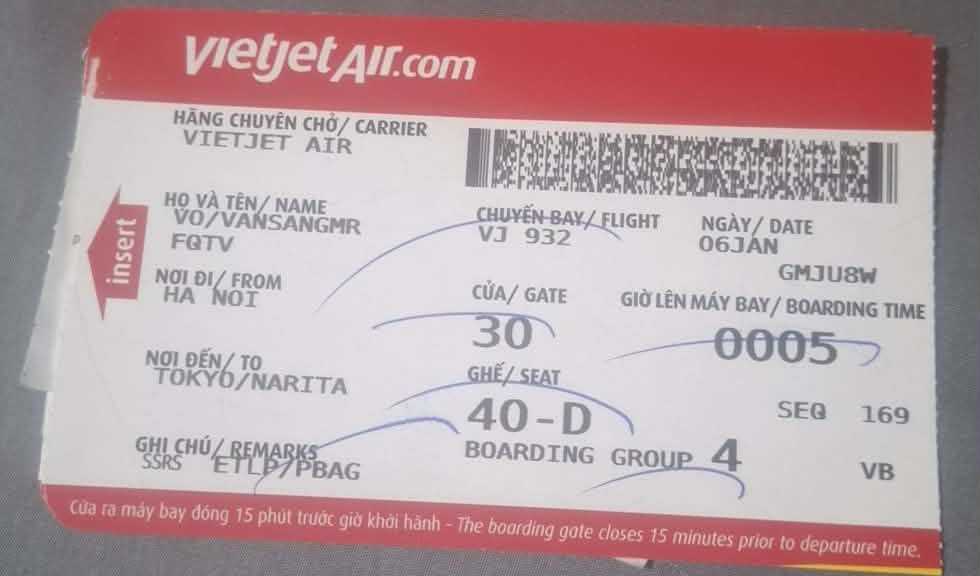 vietjetAir.com
HÃNG CHUYÊN CHỞ/ CARRIER
VIETJET AIR
HỌ VÀ TÊN/ NAME
VO/VANSANGMR
FQTV
CHUYẾN BAY/ FLIGHT
VJ 932
NGÀY/ DATE
06JAN
GMJU8W
insert
NƠI ĐI/ FROM
HA NOI
CỬA/ GATE
30
GIỜ LÊN MÁY BAY/ BOARDING TIME
0005
NƠI ĐẾN/ TO
TOKYO/NARITA
GHẾ/ SEAT
40-D
SEQ 169
BOARDING GROUP 4
VB
GHI CHÚ/ REMARKS
SSRS ETLP/PBAG
Cửa ra máy bay đóng 15 phút trước giờ khởi hành - The boarding gate closes 15 minutes prior to departure time.